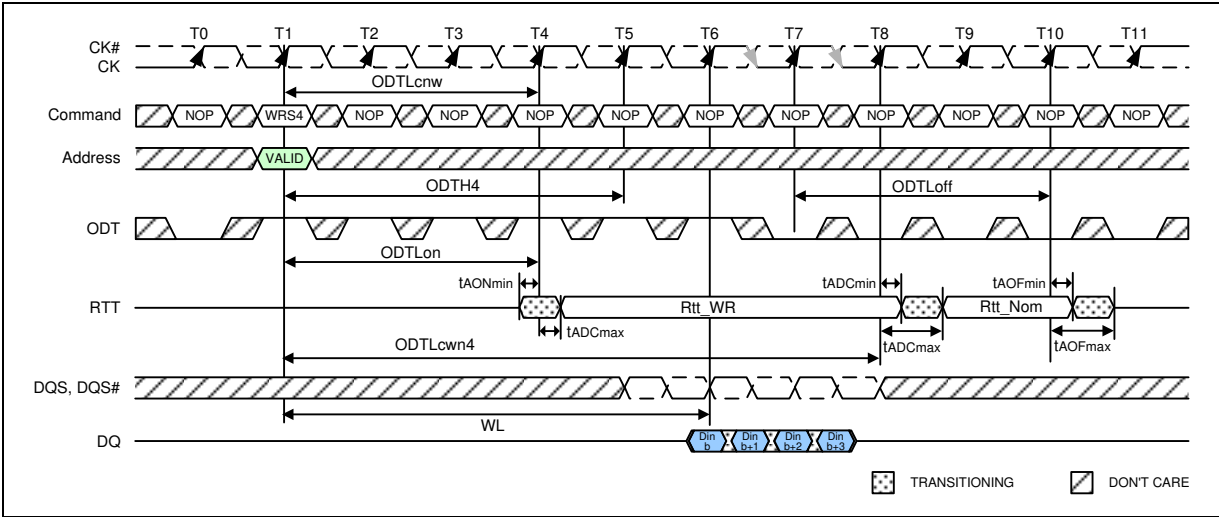 T0 T1 T2 T3 T4 T5 T6 T7 T8 T9 T10 T11
CK#
CK
ODTLcnw
Command NOP WRS4 NOP NOP NOP NOP NOP NOP NOP NOP NOP NOP
Address VALID
ODTH4 ODTLoff
ODT
ODTLon
tAONmin tADCmin tAOFmin
RTT Rtt_WR Rtt_Nom
tADCmax tADCmax tAOFmax
ODTLcwn4
DQS, DQS#
WL
DQ Din b Din b+1 Din b+2 Din b+3
TRANSITIONING DON'T CARE